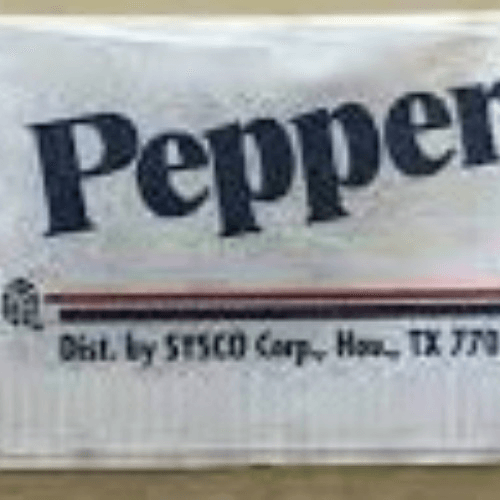 Pepper
Dist. by SYSCO Corp., Hou., TX 770